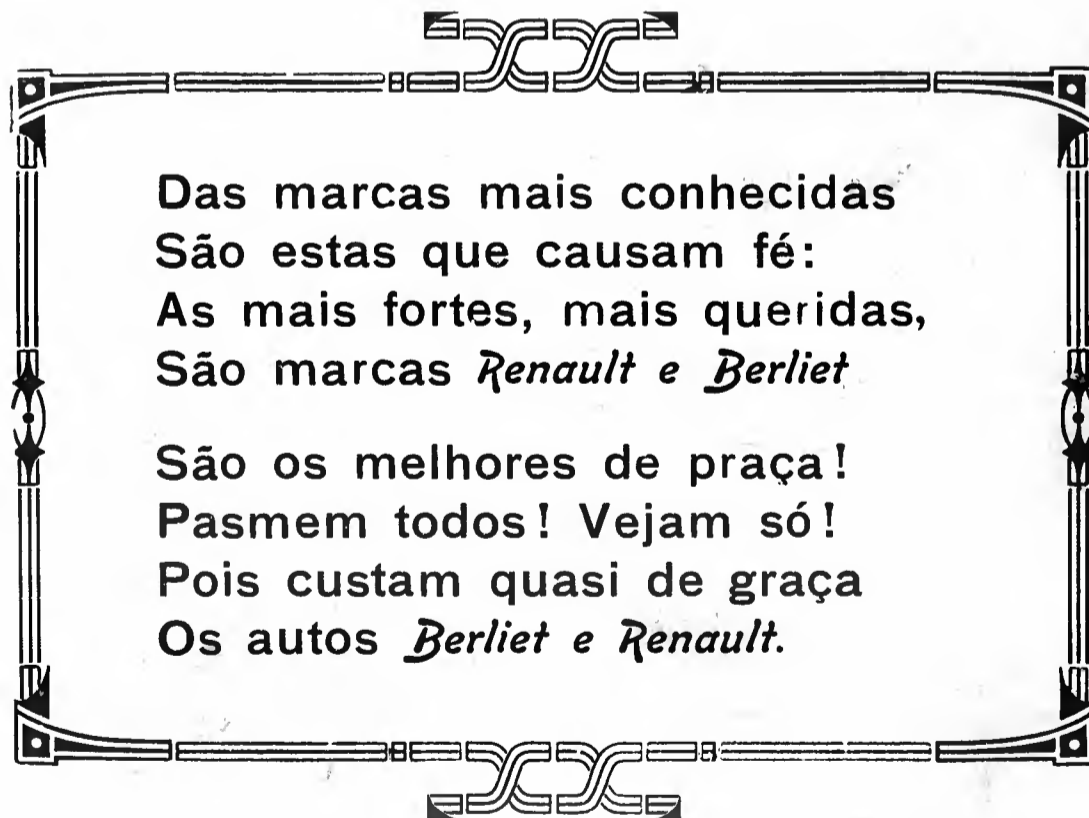 Das marcas mais conhecidas
São estas que causam fé:
As mais fortes, mais queridas,
São marcas Renault e Berliet
São os melhores de praça!
Pasmem todos! Vejam só!
Pois custam quasi de graça
Os autos Berliet e Renault.